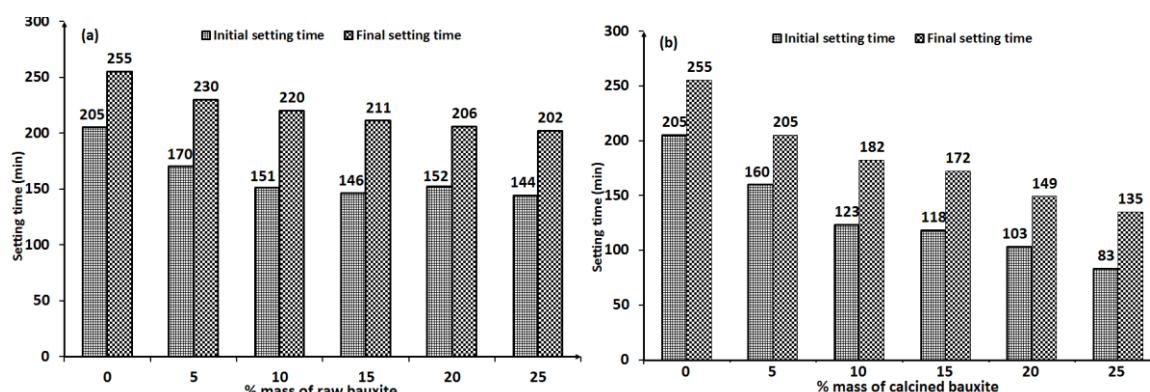 (a)
Initial setting time Final setting time
Setting time (min)
300
250
200
150
100
50
0
205 255
170 230
151 220
146 211
152 206
144 202
0 5 10 15 20 25
% mass of raw bauxite
(b)
Initial setting time Final setting time
Setting time (min)
300
250
200
150
100
50
0
205 255
160 205
123 182
118 172
103 149
83 135
0 5 10 15 20 25
% mass of calcined bauxite